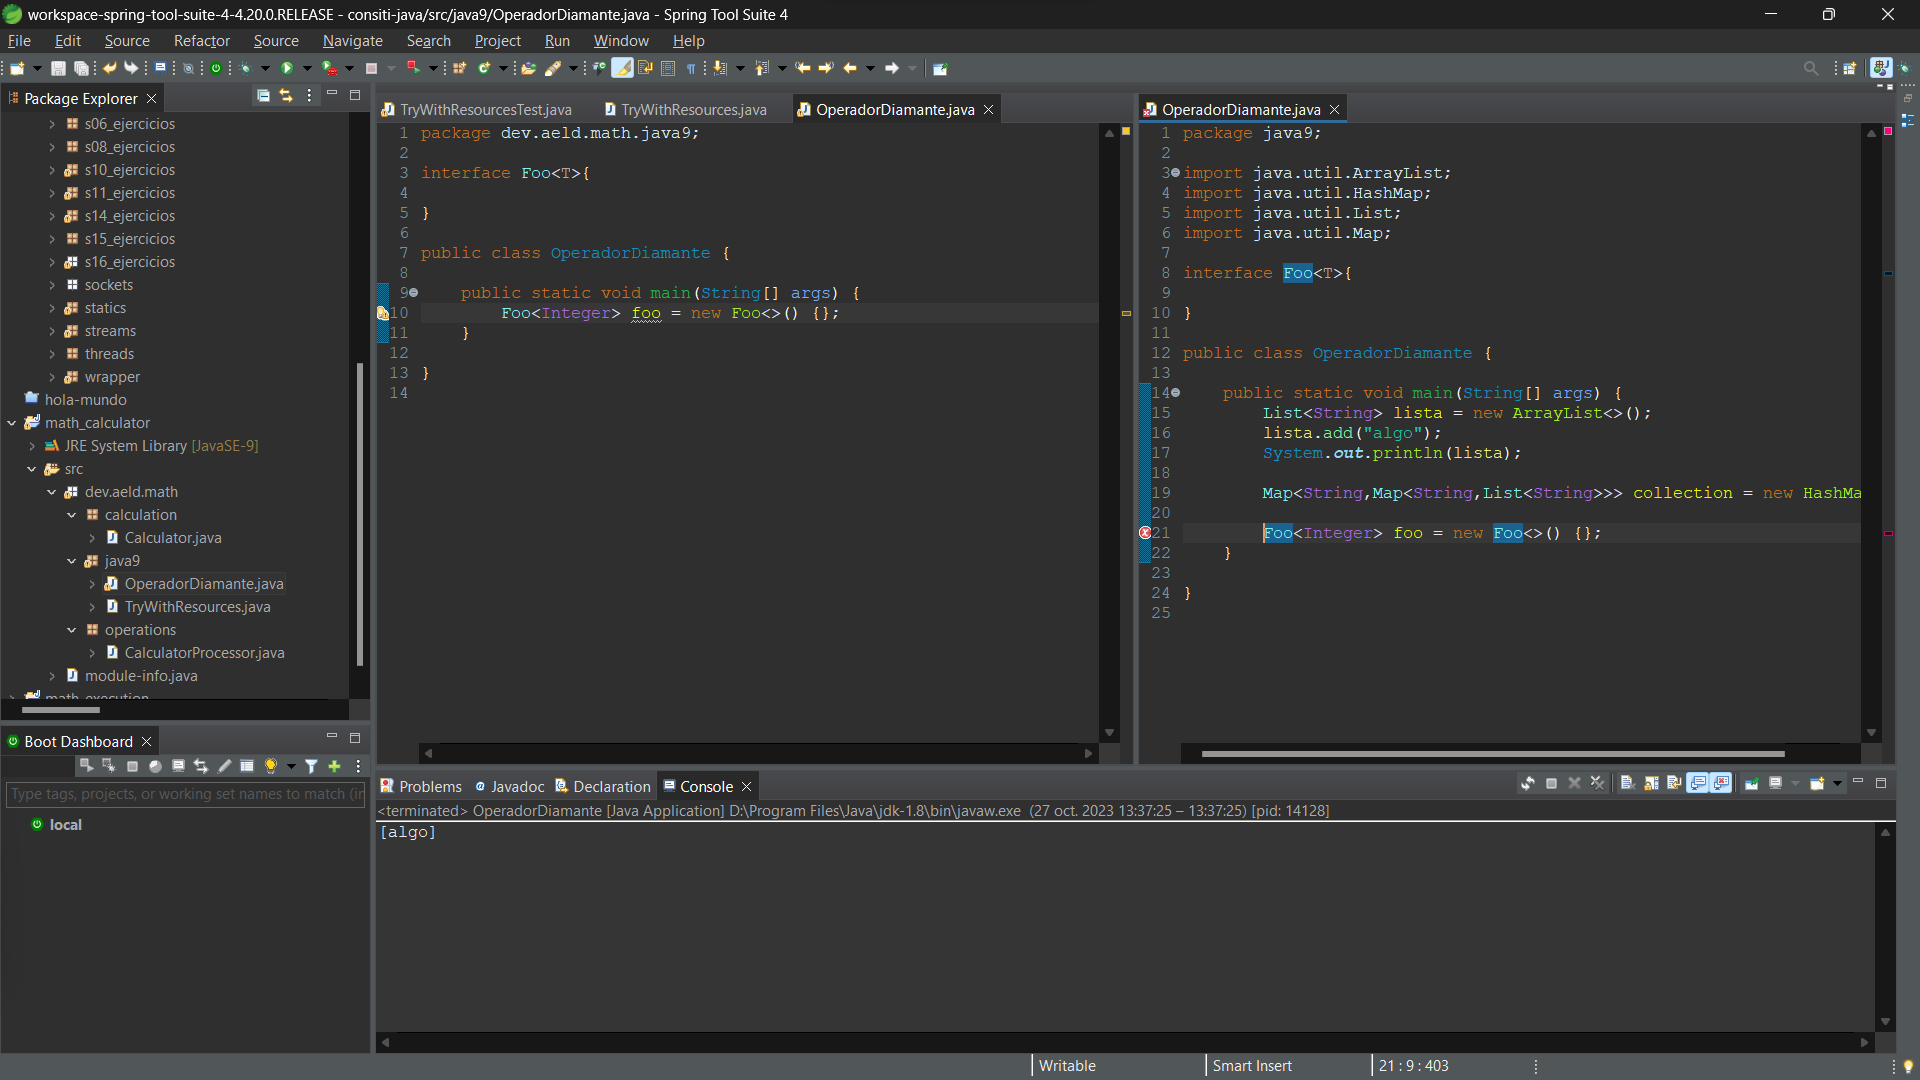 workspace-spring-tool-suite-4-4.20.0.RELEASE - consiti-java/src/java9/OperadorDiamante.java - Spring Tool Suite 4
File Edit Source Refactor Source Navigate Search Project Run Window Help
Package Explorer
s06_ejercicios
s08_ejercicios
s10_ejercicios
s11_ejercicios
s14_ejercicios
s15_ejercicios
s16_ejercicios
sockets
statics
streams
threads
wrapper
hola-mundo
math_calculator
JRE System Library [JavaSE-9]
src
dev.aeld.math
calculation
Calculator.java
java9
OperadorDiamante.java
TryWithResources.java
operations
CalculatorProcessor.java
module-info.java
math_execution
Boot Dashboard
Type tags, projects, or working set names to match (in
local
TryWithResourcesTest.java TryWithResources.java OperadorDiamante.java
1 package dev.aeld.math.java9;
2
3 interface Foo<T>{
4
5 }
6
7 public class OperadorDiamante {
8
9 public static void main(String[] args) {
10 Foo<Integer> foo = new Foo<>() {};
11 }
12
13 }
14
OperadorDiamante.java
1 package java9;
2
3 import java.util.ArrayList;
4 import java.util.HashMap;
5 import java.util.List;
6 import java.util.Map;
7
8 interface Foo<T>{
9
10 }
11
12 public class OperadorDiamante {
13
14 public static void main(String[] args) {
15 List<String> lista = new ArrayList<>();
16 lista.add("algo");
17 System.out.println(lista);
18
19 Map<String,Map<String,List<String>>> collection = new HashMa
20
21 Foo<Integer> foo = new Foo<>() {};
22 }
23
24 }
25
Problems Javadoc Declaration Console
<terminated> OperadorDiamante [Java Application] D:\Program Files\Java\jdk-1.8\bin\javaw.exe (27 oct. 2023 13:37:25 – 13:37:25) [pid: 14128]
[algo]
Writable Smart Insert 21 : 9 : 403